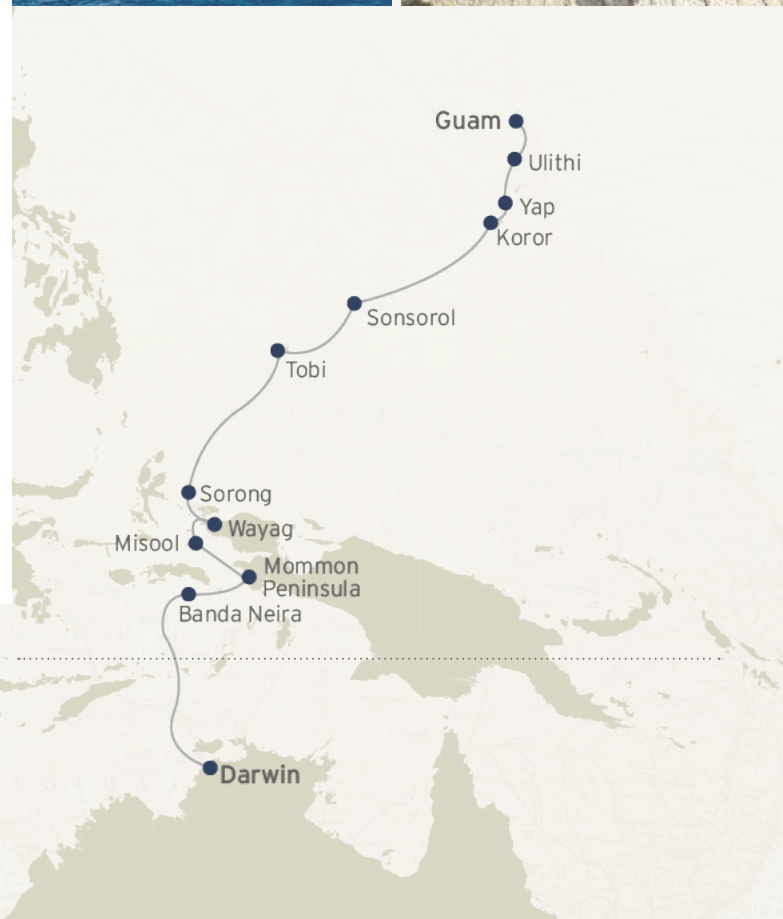 Guam
Ulithi
Yap
Koror
Sonsorol
Tobi
Sorong
Wayag
Misool
Mommon
Peninsula
Banda Neira
Darwin